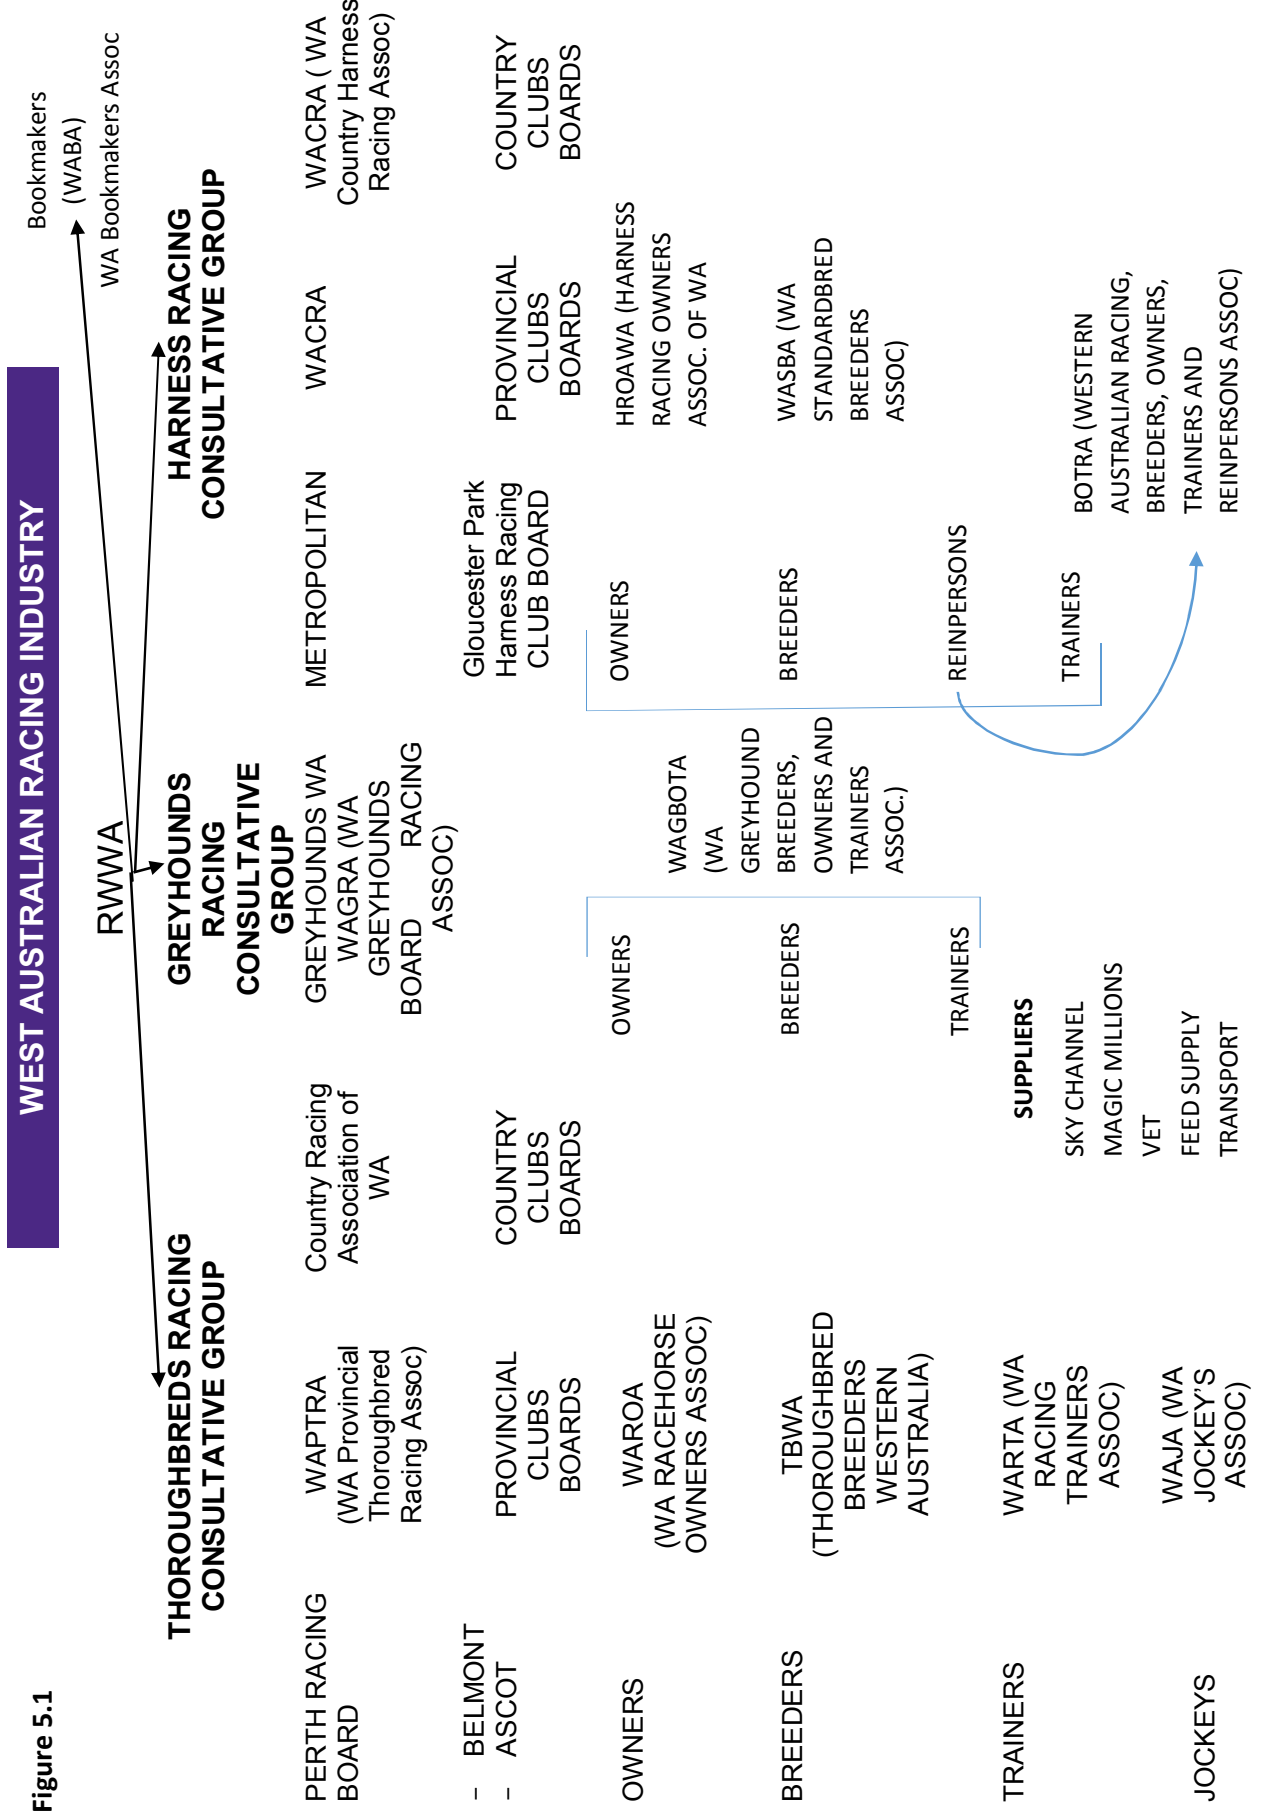 Figure 5.1
WEST AUSTRALIAN RACING INDUSTRY
RWWA
Bookmakers
(WABA)
WA Bookmakers Assoc
THOROUGHBREDS RACING
CONSULTATIVE GROUP
GREYHOUNDS
RACING
CONSULTATIVE
GROUP
HARNESS RACING
CONSULTATIVE GROUP
PERTH RACING
BOARD
WAPTRA
(WA Provincial
Thoroughbred
Racing Assoc)
Country Racing
Association of
WA
GREYHOUNDS WA
WAGRA (WA
GREYHOUNDS
BOARD RACING
ASSOC)
METROPOLITAN
WACRA
WACRA ( WA
Country Harness
Racing Assoc)
– BELMONT
– ASCOT
PROVINCIAL
CLUBS
BOARDS
COUNTRY
CLUBS
BOARDS
Gloucester Park
Harness Racing
CLUB BOARD
PROVINCIAL
CLUBS
BOARDS
COUNTRY
CLUBS
BOARDS
OWNERS
WAROA
(WA RACEHORSE
OWNERS ASSOC)
OWNERS
WAGBOTA
(WA
GREYHOUND
BREEDERS,
OWNERS AND
TRAINERS
ASSOC.)
OWNERS
HROAWA (HARNESS
RACING OWNERS
ASSOC. OF WA
BREEDERS
TBWA
(THOROUGHBRED
BREEDERS
WESTERN
AUSTRALIA)
BREEDERS
BREEDERS
WASBA (WA
STANDARDBRED
BREEDERS
ASSOC)
TRAINERS
REINPERSONS
TRAINERS
WARTA (WA
RACING
TRAINERS
ASSOC)
SUPPLIERS
SKY CHANNEL
MAGIC MILLIONS
VET
FEED SUPPLY
TRANSPORT
TRAINERS
BOTRA (WESTERN
AUSTRALIAN RACING,
BREEDERS, OWNERS,
TRAINERS AND
REINPERSONS ASSOC)
JOCKEYS
WAJA (WA
JOCKEY'S
ASSOC)